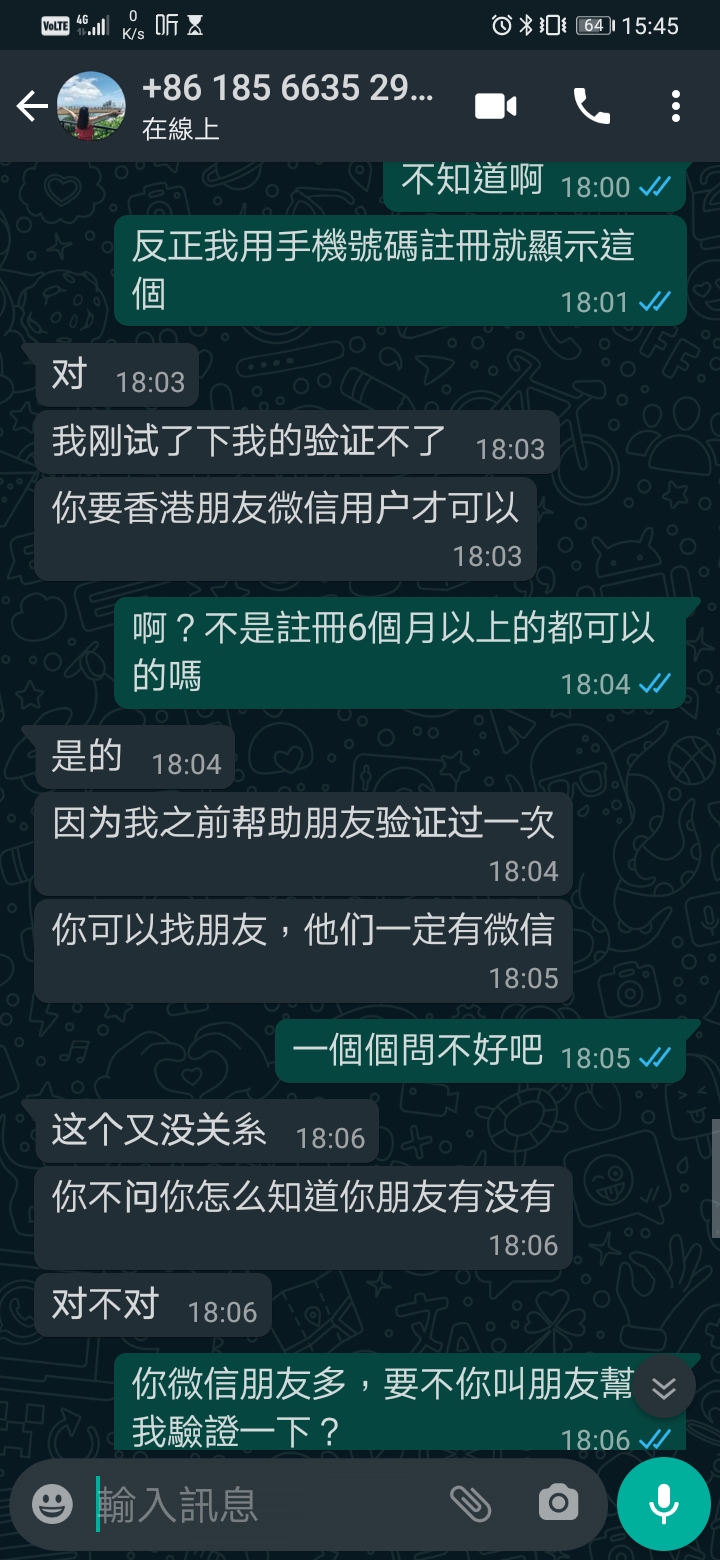 VoLTE 4G 0 K/s 听 64 15:45
+86 185 6635 29...
在線上
不知道啊 18:00
反正我用手機號碼註冊就顯示這
個 18:01
对 18:03
我刚试了下我的验证不了 18:03
你要香港朋友微信用户才可以
18:03
啊？不是註冊6個月以上的都可以
的嗎 18:04
是的 18:04
因为我之前帮助朋友验证过一次
18:04
你可以找朋友，他们一定有微信
18:05
一個個問不好吧 18:05
这个又没关糸 18:06
你不问你怎么知道你朋友有没有
18:06
对不对 18:06
你微信朋友多，要不你叫朋友幫
我驗證一下？ 18:06
輸入訊息